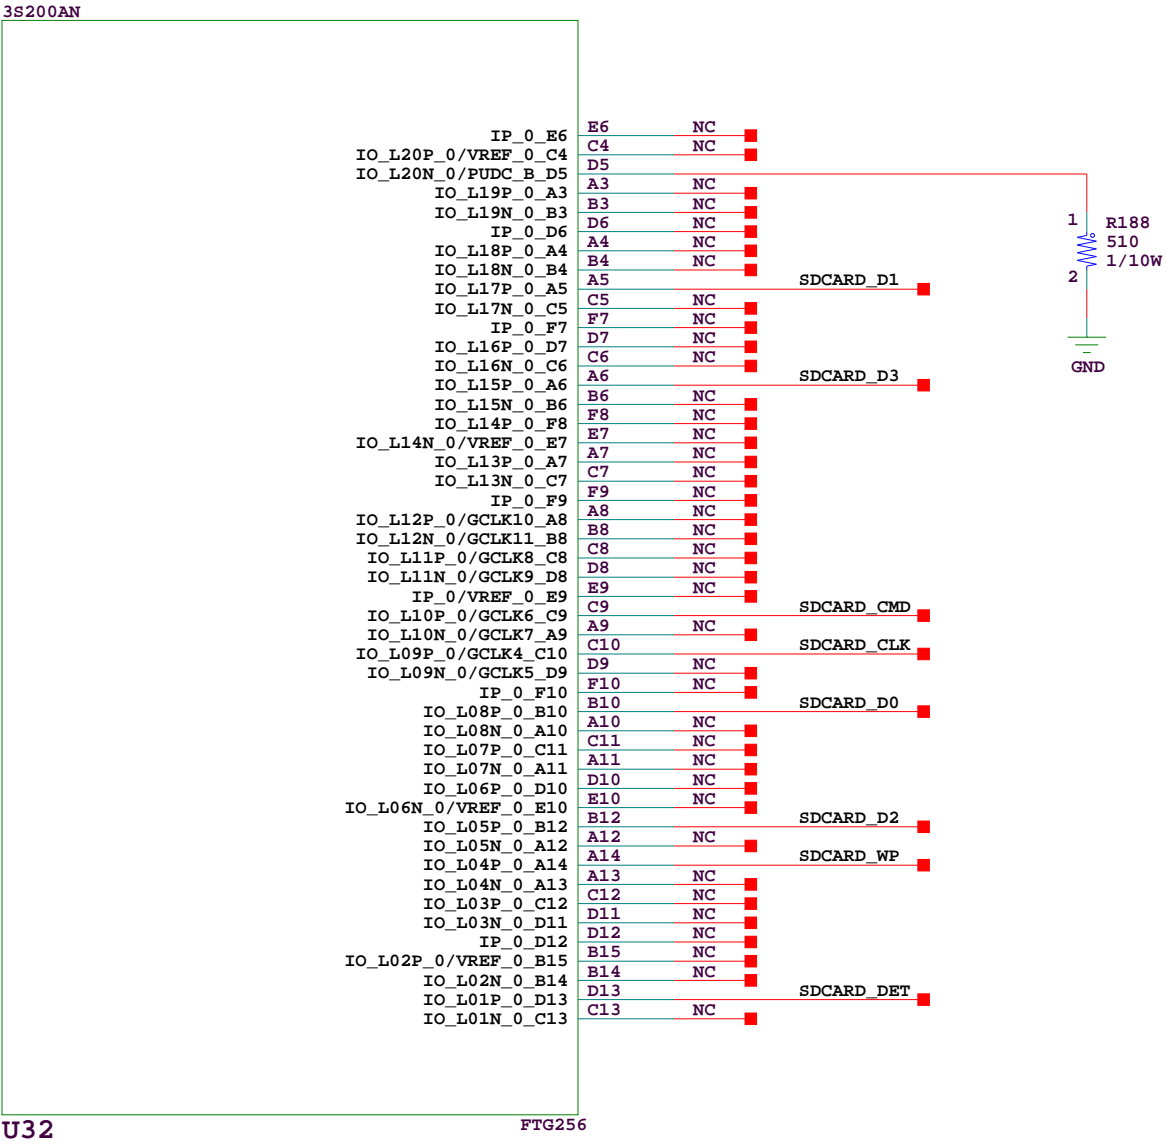 3S200AN
IP_0_E6 E6 NC
IO_L20P_0/VREF_0_C4 C4 NC
IO_L20N_0/PUDC_B_D5 D5
IO_L19P_0_A3 A3 NC
IO_L19N_0_B3 B3 NC
IP_0_D6 D6 NC
IO_L18P_0_A4 A4 NC
IO_L18N_0_B4 B4 NC
IO_L17P_0_A5 A5 SDCARD_D1
IO_L17N_0_C5 C5 NC
IP_0_F7 F7 NC
IO_L16P_0_D7 D7 NC
IO_L16N_0_C6 C6 NC
IO_L15P_0_A6 A6 SDCARD_D3
IO_L15N_0_B6 B6 NC
IO_L14P_0_F8 F8 NC
IO_L14N_0/VREF_0_E7 E7 NC
IO_L13P_0_A7 A7 NC
IO_L13N_0_C7 C7 NC
IP_0_F9 F9 NC
IO_L12P_0/GCLK10_A8 A8 NC
IO_L12N_0/GCLK11_B8 B8 NC
IO_L11P_0/GCLK8_C8 C8 NC
IO_L11N_0/GCLK9_D8 D8 NC
IP_0/VREF_0_E9 E9 NC
IO_L10P_0/GCLK6_C9 C9 SDCARD_CMD
IO_L10N_0/GCLK7_A9 A9 NC
IO_L09P_0/GCLK4_C10 C10 SDCARD_CLK
IO_L09N_0/GCLK5_D9 D9 NC
IP_0_F10 F10 NC
IO_L08P_0_B10 B10 SDCARD_D0
IO_L08N_0_A10 A10 NC
IO_L07P_0_C11 C11 NC
IO_L07N_0_A11 A11 NC
IO_L06P_0_D10 D10 NC
IO_L06N_0/VREF_0_E10 E10 NC
IO_L05P_0_B12 B12 SDCARD_D2
IO_L05N_0_A12 A12 NC
IO_L04P_0_A14 A14 SDCARD_WP
IO_L04N_0_A13 A13 NC
IO_L03P_0_C12 C12 NC
IO_L03N_0_D11 D11 NC
IP_0_D12 D12 NC
IO_L02P_0/VREF_0_B15 B15 NC
IO_L02N_0_B14 B14 NC
IO_L01P_0_D13 D13 SDCARD_DET
IO_L01N_0_C13 C13 NC
1
R188
510
1/10W
2
GND
U32
FTG256